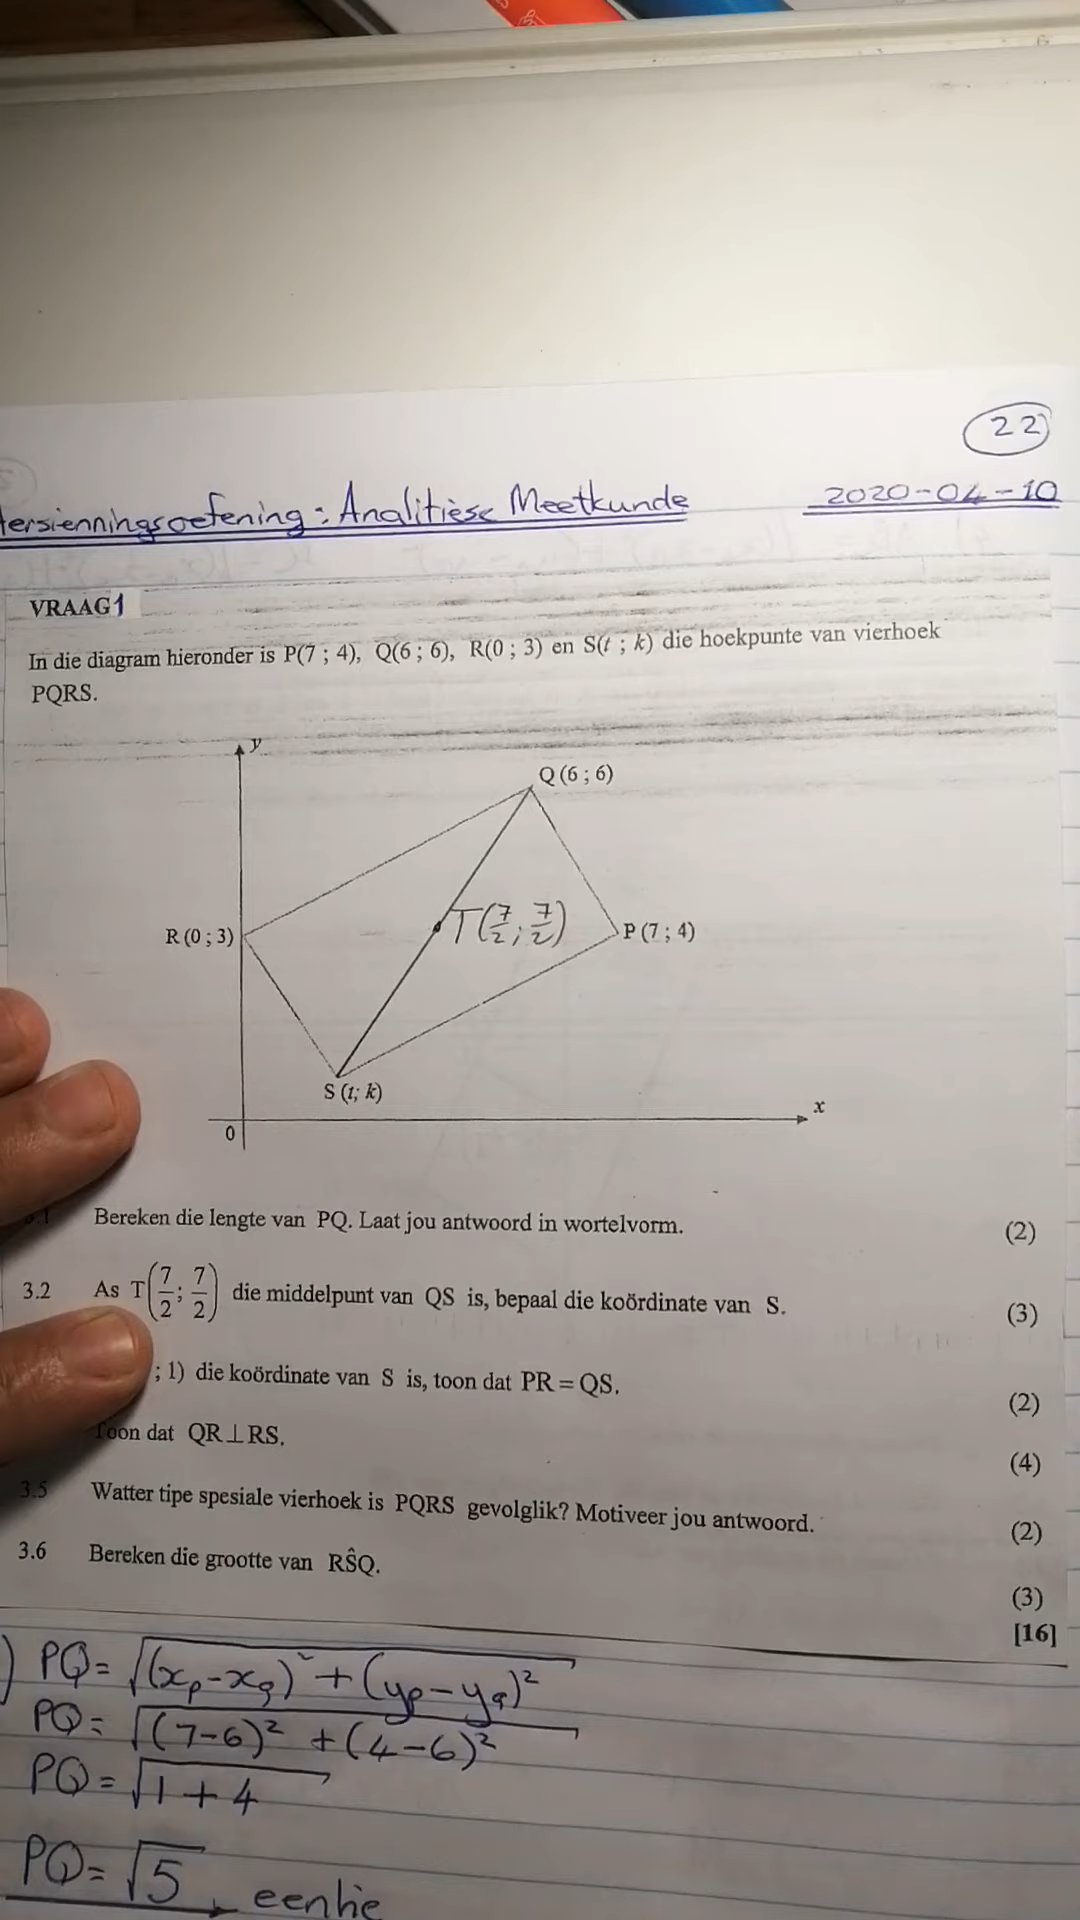 22
tersienningsoefening: Analitiese Meetkunde 2020-04-10
VRAAG 1
In die diagram hieronder is P(7 ; 4), Q(6 ; 6), R(0 ; 3) en S(t ; k) die hoekpunte van vierhoek
PQRS.
y
Q (6 ; 6)
R (0 ; 3)
T(7/2 ; 7/2)
P (7 ; 4)
S (t; k)
x
0
3.1 Bereken die lengte van PQ. Laat jou antwoord in wortelvorm. (2)
3.2 As T(7/2 ; 7/2) die middelpunt van QS is, bepaal die koördinate van S. (3)
; 1) die koördinate van S is, toon dat PR = QS. (2)
Toon dat QR ⊥ RS. (4)
3.5 Watter tipe spesiale vierhoek is PQRS gevolglik? Motiveer jou antwoord. (2)
3.6 Bereken die grootte van RŜQ. (3)
[16]
) PQ = √(xp - xq)² + (yp - yq)²
PQ = √(7-6)² + (4-6)²
PQ = √1 + 4
PQ = √5 eenhe